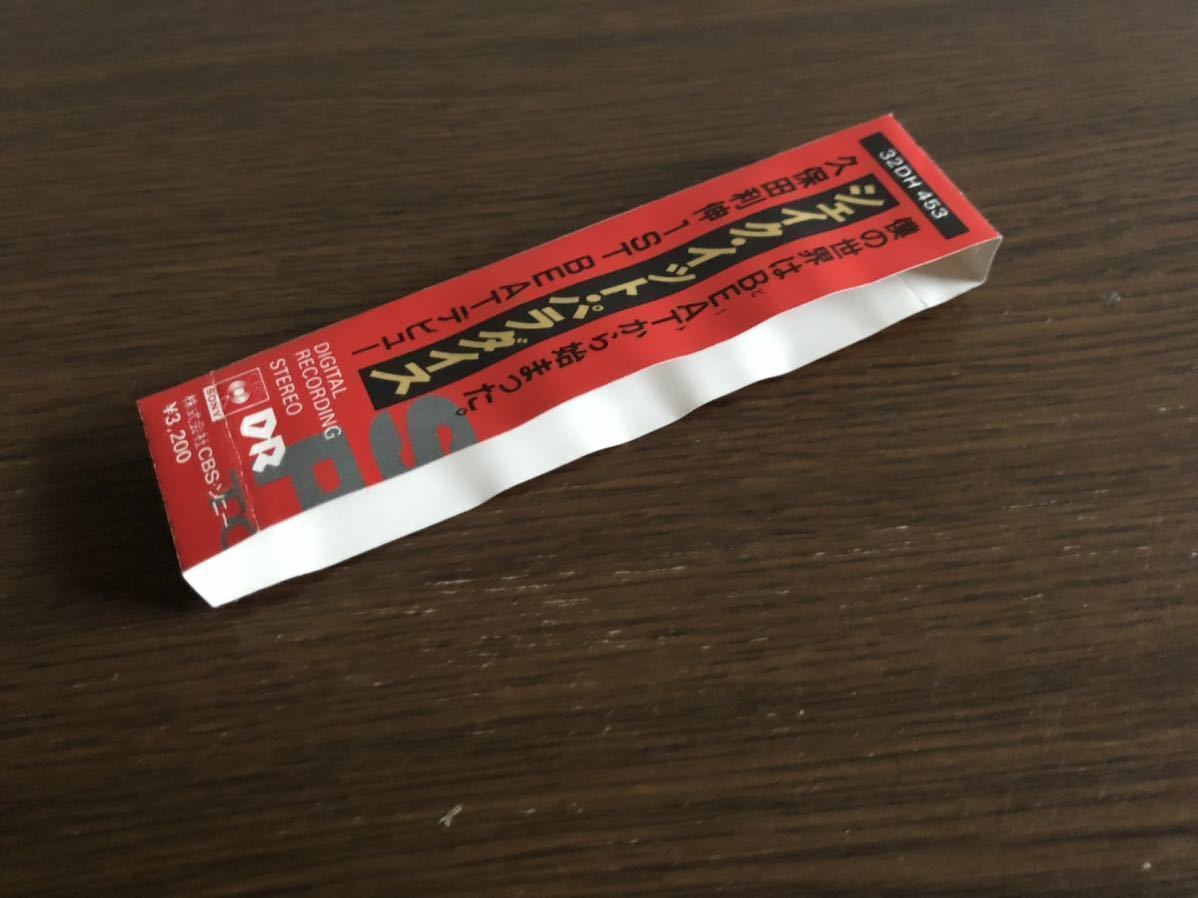 32DH 453
僕の世界はBEATから始まった。
シェイク・イット・パラダイス
久保田利伸1ST BEATデビュー
DIGITAL
RECORDING
STEREO
DR
SONY
株式会社CBS・ソニー
¥3,200